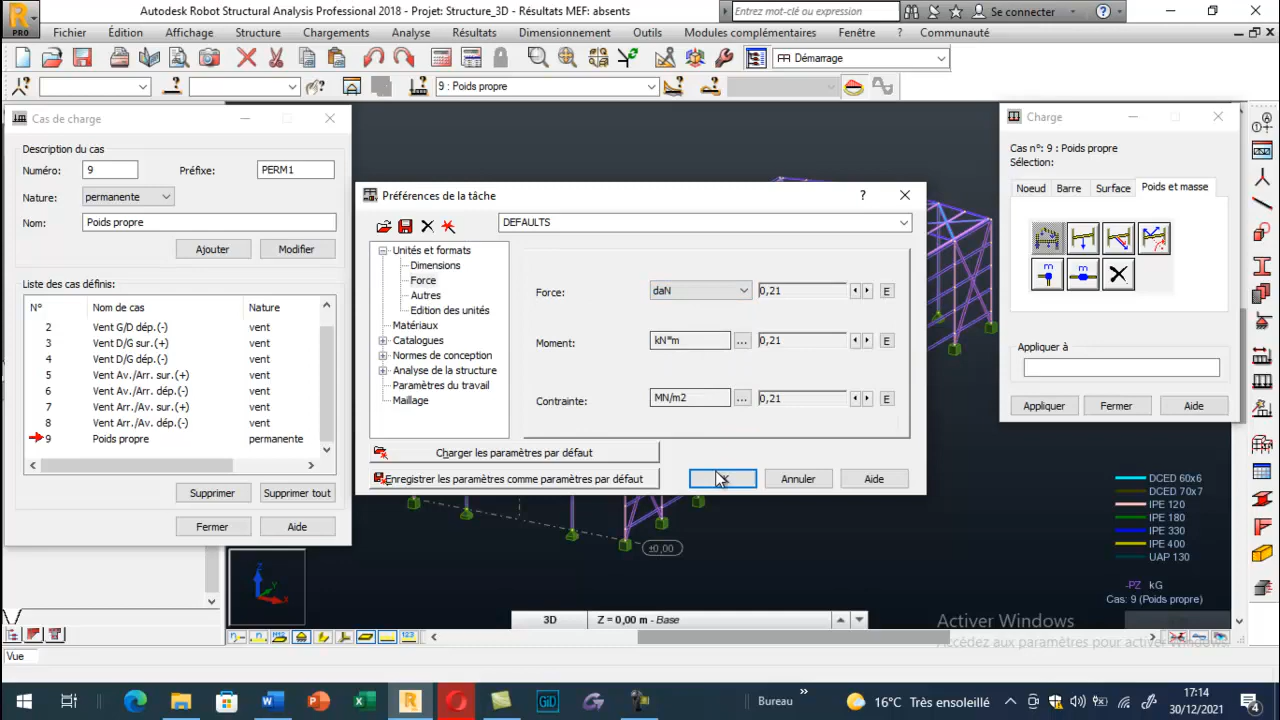 Autodesk Robot Structural Analysis Professional 2018 - Projet: Structure_3D - Résultats MEF: absents
Entrez mot-clé ou expression
Se connecter
PRO
Fichier Édition Affichage Structure Chargements Analyse Résultats Dimensionnement Outils Modules complémentaires Fenêtre ? Communauté
Démarrage
9 : Poids propre
Cas de charge
Description du cas
Numéro: 9 Préfixe: PERM1
Nature: permanente
Nom: Poids propre
Ajouter Modifier
Liste des cas définis:
N° Nom de cas Nature
2 Vent G/D dép.(-) vent
3 Vent D/G sur.(+) vent
4 Vent D/G dép.(-) vent
5 Vent Av./Arr. sur.(+) vent
6 Vent Av./Arr. dép.(-) vent
7 Vent Arr./Av. sur.(+) vent
8 Vent Arr./Av. dép.(-) vent
9 Poids propre permanente
Supprimer Supprimer tout
Fermer Aide
Préférences de la tâche
?
DEFAULTS
Unités et formats
Dimensions
Force
Autres
Edition des unités
Matériaux
Catalogues
Normes de conception
Analyse de la structure
Paramètres du travail
Maillage
Force: daN 0,21 E
Moment: kN*m ... 0,21 E
Contrainte: MN/m2 ... 0,21 E
Charger les paramètres par défaut
Enregistrer les paramètres comme paramètres par défaut
Annuler Aide
Charge
Cas n°: 9 : Poids propre
Sélection:
Noeud Barre Surface Poids et masse
m m
Appliquer à
Appliquer Fermer Aide
±0,00
DCED 60x6
DCED 70x7
IPE 120
IPE 180
IPE 330
IPE 400
UAP 130
-PZ kG
Cas: 9 (Poids propre)
3D Z = 0,00 m - Base
Activer Windows
Accédez aux paramètres pour activer Windows.
Vue
Bureau
16°C Très ensoleillé
17:14
30/12/2021
4